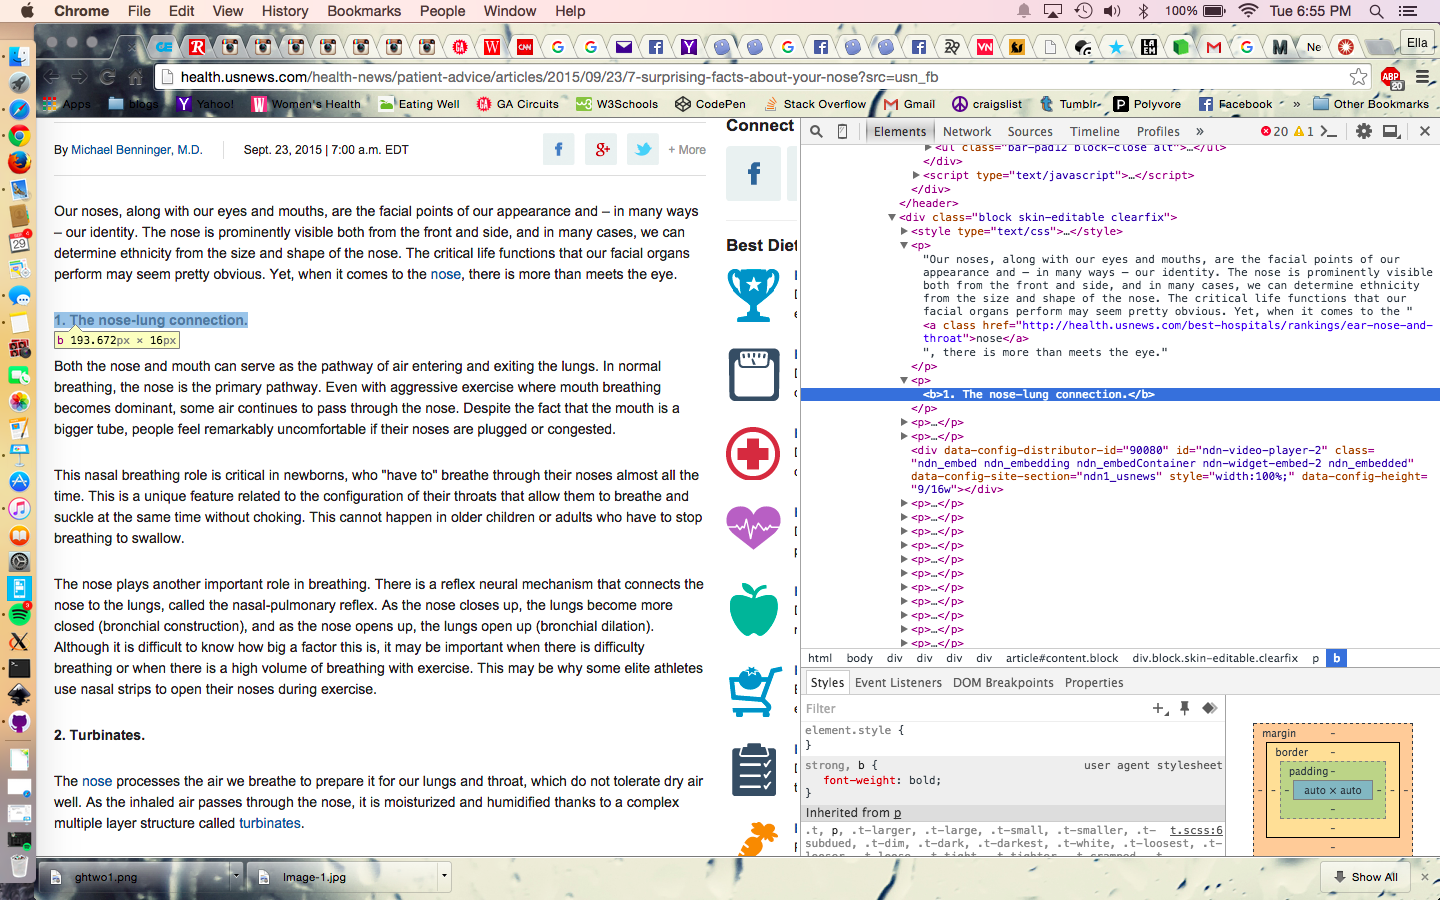 Chrome File Edit View History Bookmarks People Window Help 100% Tue 6:55 PM
Ella
health.usnews.com/health-news/patient-advice/articles/2015/09/23/7-surprising-facts-about-your-nose?src=usn_fb
Apps blogs Yahoo! Women's Health Eating Well GA Circuits W3Schools CodePen Stack Overflow Gmail craigslist Tumblr Polyvore Facebook » Other Bookmarks
By Michael Benninger, M.D. Sept. 23, 2015 | 7:00 a.m. EDT + More
Our noses, along with our eyes and mouths, are the facial points of our appearance and – in many ways
– our identity. The nose is prominently visible both from the front and side, and in many cases, we can
determine ethnicity from the size and shape of the nose. The critical life functions that our facial organs
perform may seem pretty obvious. Yet, when it comes to the nose, there is more than meets the eye.
1. The nose-lung connection.
b 193.672px × 16px
Both the nose and mouth can serve as the pathway of air entering and exiting the lungs. In normal
breathing, the nose is the primary pathway. Even with aggressive exercise where mouth breathing
becomes dominant, some air continues to pass through the nose. Despite the fact that the mouth is a
bigger tube, people feel remarkably uncomfortable if their noses are plugged or congested.
This nasal breathing role is critical in newborns, who "have to" breathe through their noses almost all the
time. This is a unique feature related to the configuration of their throats that allow them to breathe and
suckle at the same time without choking. This cannot happen in older children or adults who have to stop
breathing to swallow.
The nose plays another important role in breathing. There is a reflex neural mechanism that connects the
nose to the lungs, called the nasal-pulmonary reflex. As the nose closes up, the lungs become more
closed (bronchial construction), and as the nose opens up, the lungs open up (bronchial dilation).
Although it is difficult to know how big a factor this is, it may be important when there is difficulty
breathing or when there is a high volume of breathing with exercise. This may be why some elite athletes
use nasal strips to open their noses during exercise.
2. Turbinates.
The nose processes the air we breathe to prepare it for our lungs and throat, which do not tolerate dry air
well. As the inhaled air passes through the nose, it is moisturized and humidified thanks to a complex
multiple layer structure called turbinates.
Connect
Best Diet
Elements Network Sources Timeline Profiles » 20 1
<ul class="bar-pad12 block-close alt">…</ul>
</div>
<script type="text/javascript">…</script>
</div>
</header>
<div class="block skin-editable clearfix">
<style type="text/css">…</style>
<p>
"Our noses, along with our eyes and mouths, are the facial points of our
appearance and – in many ways – our identity. The nose is prominently visible
both from the front and side, and in many cases, we can determine ethnicity
from the size and shape of the nose. The critical life functions that our
facial organs perform may seem pretty obvious. Yet, when it comes to the "
<a class href="http://health.usnews.com/best-hospitals/rankings/ear-nose-and-
throat">nose</a>
", there is more than meets the eye."
</p>
<p>
<b>1. The nose-lung connection.</b>
</p>
<p>…</p>
<p>…</p>
<div data-config-distributor-id="90080" id="ndn-video-player-2" class=
"ndn_embed ndn_embedding ndn_embedContainer ndn-widget-embed-2 ndn_embedded"
data-config-site-section="ndn1_usnews" style="width:100%;" data-config-height=
"9/16w"></div>
<p>…</p>
<p>…</p>
<p>…</p>
<p>…</p>
<p>…</p>
<p>…</p>
<p>…</p>
<p>…</p>
<p>…</p>
<p>…</p>
<p>…</p>
html body div div div div article#content.block div.block.skin-editable.clearfix p b
Styles Event Listeners DOM Breakpoints Properties
Filter
element.style {
}
strong, b { user agent stylesheet
font-weight: bold;
}
Inherited from p
.t, p, .t-larger, .t-large, .t-small, .t-smaller, .t- t.scss:6
subdued, .t-dim, .t-dark, .t-darkest, .t-white, .t-loosest, .t-
margin -
border -
padding -
auto × auto
ghtwo1.png Image-1.jpg Show All